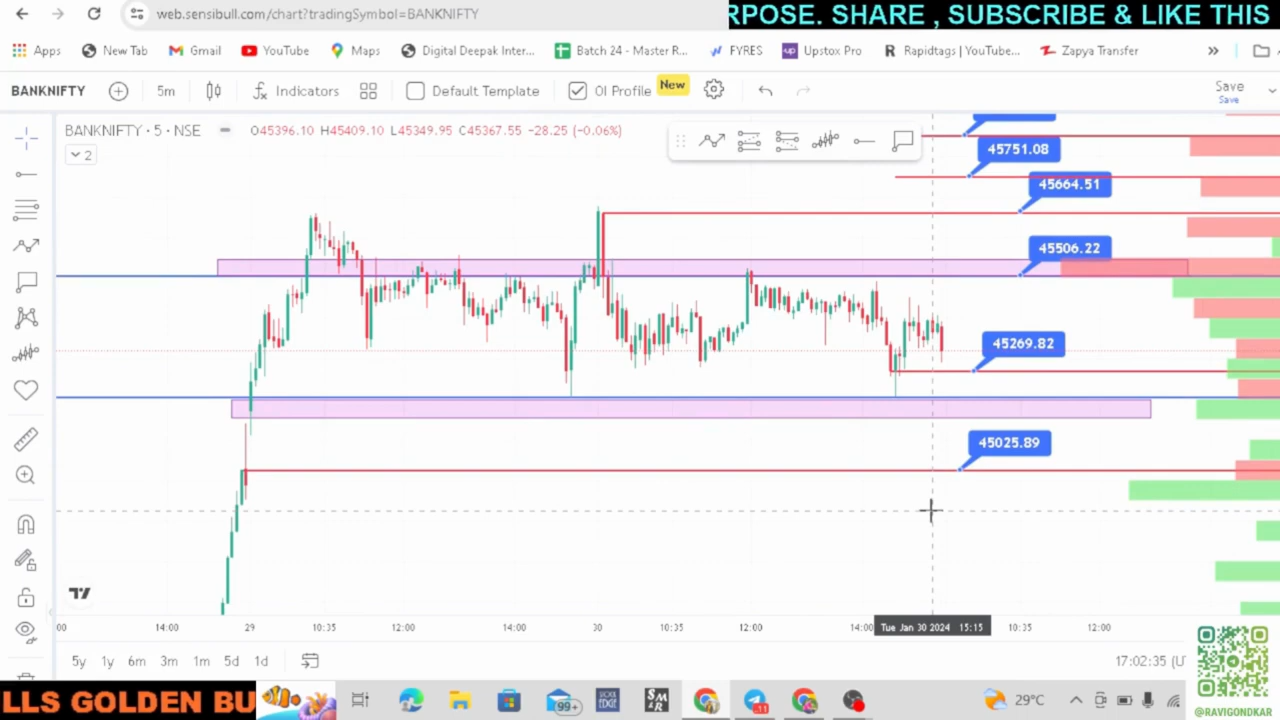 web.sensibull.com/chart?tradingSymbol=BANKNIFTY
RPOSE. SHARE , SUBSCRIBE & LIKE THIS
Apps New Tab Gmail YouTube Maps Digital Deepak Inter... Batch 24 - Master R... FYRES Upstox Pro Rapidtags | YouTube... Zapya Transfer »
BANKNIFTY 5m Indicators Default Template OI Profile New Save
Save
BANKNIFTY · 5 · NSE O45396.10 H45409.10 L45349.95 C45367.55 -28.25 (-0.06%)
2
45751.08
45664.51
45506.22
45269.82
45025.89
:00 14:00 29 10:35 12:00 14:00 30 10:35 12:00 14:00 Tue Jan 30 2024 15:15 10:35 12:00
5y 1y 6m 3m 1m 5d 1d 17:02:35 (UT
LLS GOLDEN BU
99+ 11 29°C
@RAVIGONDKAR